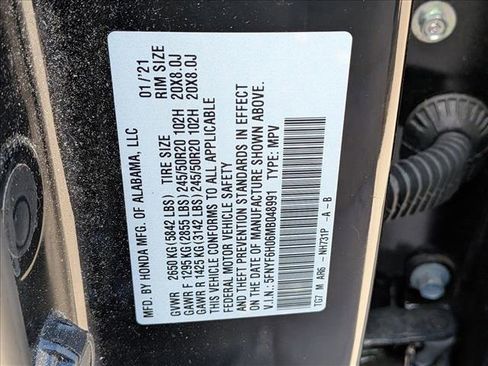 MFD. BY HONDA MFG. OF ALABAMA, LLC 01/'21
TIRE SIZE RIM SIZE
GVWR 2650 KG (5842 LBS)
GAWR F 1295 KG (2855 LBS) 245/50R20 102H 20X8.0J
GAWR R 1425 KG (3142 LBS) 245/50R20 102H 20X8.0J
THIS VEHICLE CONFORMS TO ALL APPLICABLE
FEDERAL MOTOR VEHICLE SAFETY
AND THEFT PREVENTION STANDARDS IN EFFECT
ON THE DATE OF MANUFACTURE SHOWN ABOVE.
V.I.N.: 5FNYF6H06MB048991 TYPE: MPV
TG7 M AR6 - NH731P -A-B